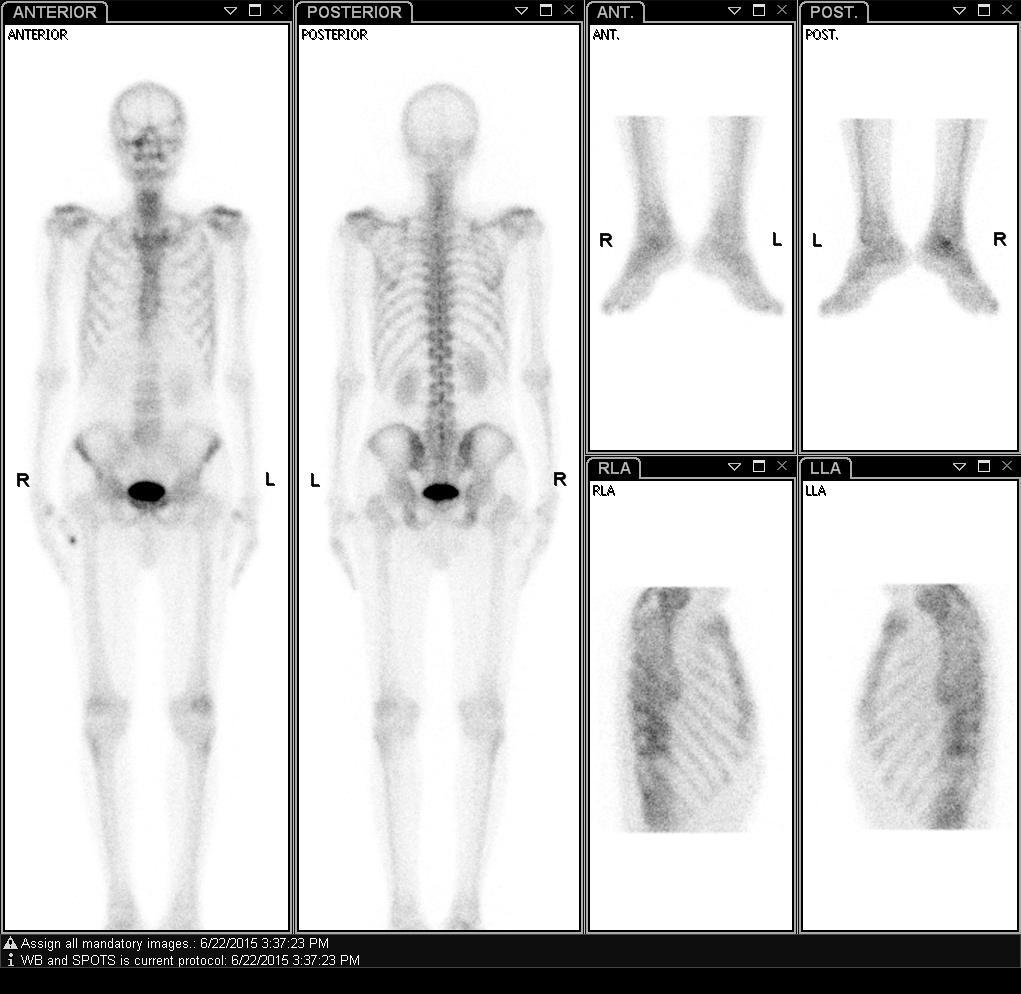 ANTERIOR
ANTERIOR
R
L
POSTERIOR
POSTERIOR
L
R
ANT.
ANT.
R
L
POST.
POST.
L
R
RLA
RLA
LLA
LLA
Assign all mandatory images.: 6/22/2015 3:37:23 PM
WB and SPOTS is current protocol: 6/22/2015 3:37:23 PM